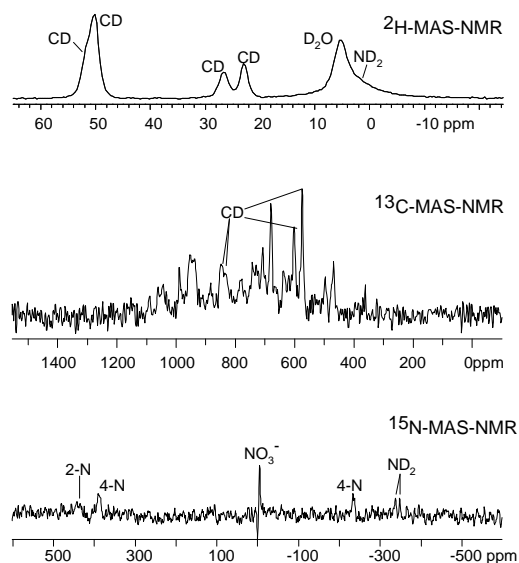 ²H-MAS-NMR
CD CD
CD CD
D₂O
ND₂
60 50 40 30 20 10 0 -10 ppm
¹³C-MAS-NMR
CD
1400 1200 1000 800 600 400 200 0ppm
¹⁵N-MAS-NMR
2-N
4-N
NO₃⁻
4-N
ND₂
500 300 100 -100 -300 -500 ppm